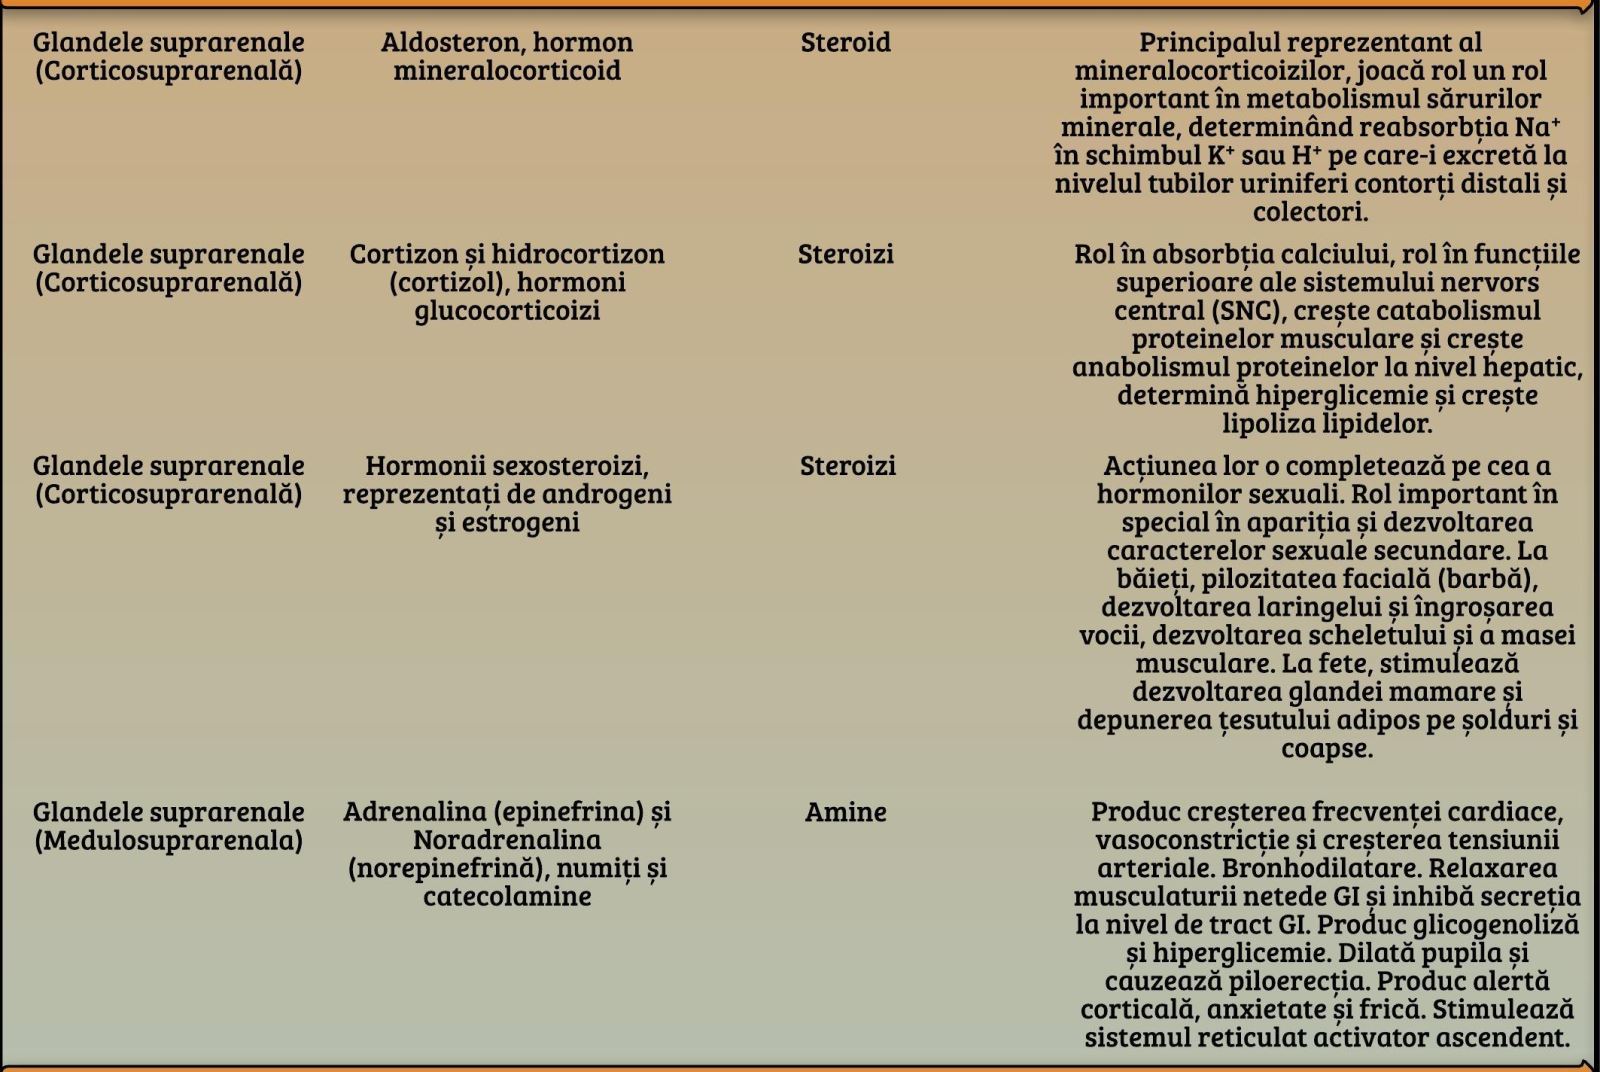 Glandele suprarenale
(Corticosuprarenală)
Aldosteron, hormon
mineralocorticoid
Steroid
Principalul reprezentant al
mineralocorticoizilor, joacă rol un rol
important în metabolismul sărurilor
minerale, determinând reabsorbția Na⁺
în schimbul K⁺ sau H⁺ pe care-i excretă la
nivelul tubilor uriniferi contorți distali și
colectori.
Glandele suprarenale
(Corticosuprarenală)
Cortizon și hidrocortizon
(cortizol), hormoni
glucocorticoizi
Steroizi
Rol în absorbția calciului, rol în funcțiile
superioare ale sistemului nervors
central (SNC), crește catabolismul
proteinelor musculare și crește
anabolismul proteinelor la nivel hepatic,
determină hiperglicemie și crește
lipoliza lipidelor.
Glandele suprarenale
(Corticosuprarenală)
Hormonii sexosteroizi,
reprezentați de androgeni
și estrogeni
Steroizi
Acțiunea lor o completează pe cea a
hormonilor sexuali. Rol important în
special în apariția și dezvoltarea
caracterelor sexuale secundare. La
băieți, pilozitatea facială (barbă),
dezvoltarea laringelui și îngroșarea
vocii, dezvoltarea scheletului și a masei
musculare. La fete, stimulează
dezvoltarea glandei mamare și
depunerea țesutului adipos pe șolduri și
coapse.
Glandele suprarenale
(Medulosuprarenala)
Adrenalina (epinefrina) și
Noradrenalina
(norepinefrină), numiți și
catecolamine
Amine
Produc creșterea frecvenței cardiace,
vasoconstricție și creșterea tensiunii
arteriale. Bronhodilatare. Relaxarea
musculaturii netede GI și inhibă secreția
la nivel de tract GI. Produc glicogenoliză
și hiperglicemie. Dilată pupila și
cauzează piloerecția. Produc alertă
corticală, anxietate și frică. Stimulează
sistemul reticulat activator ascendent.